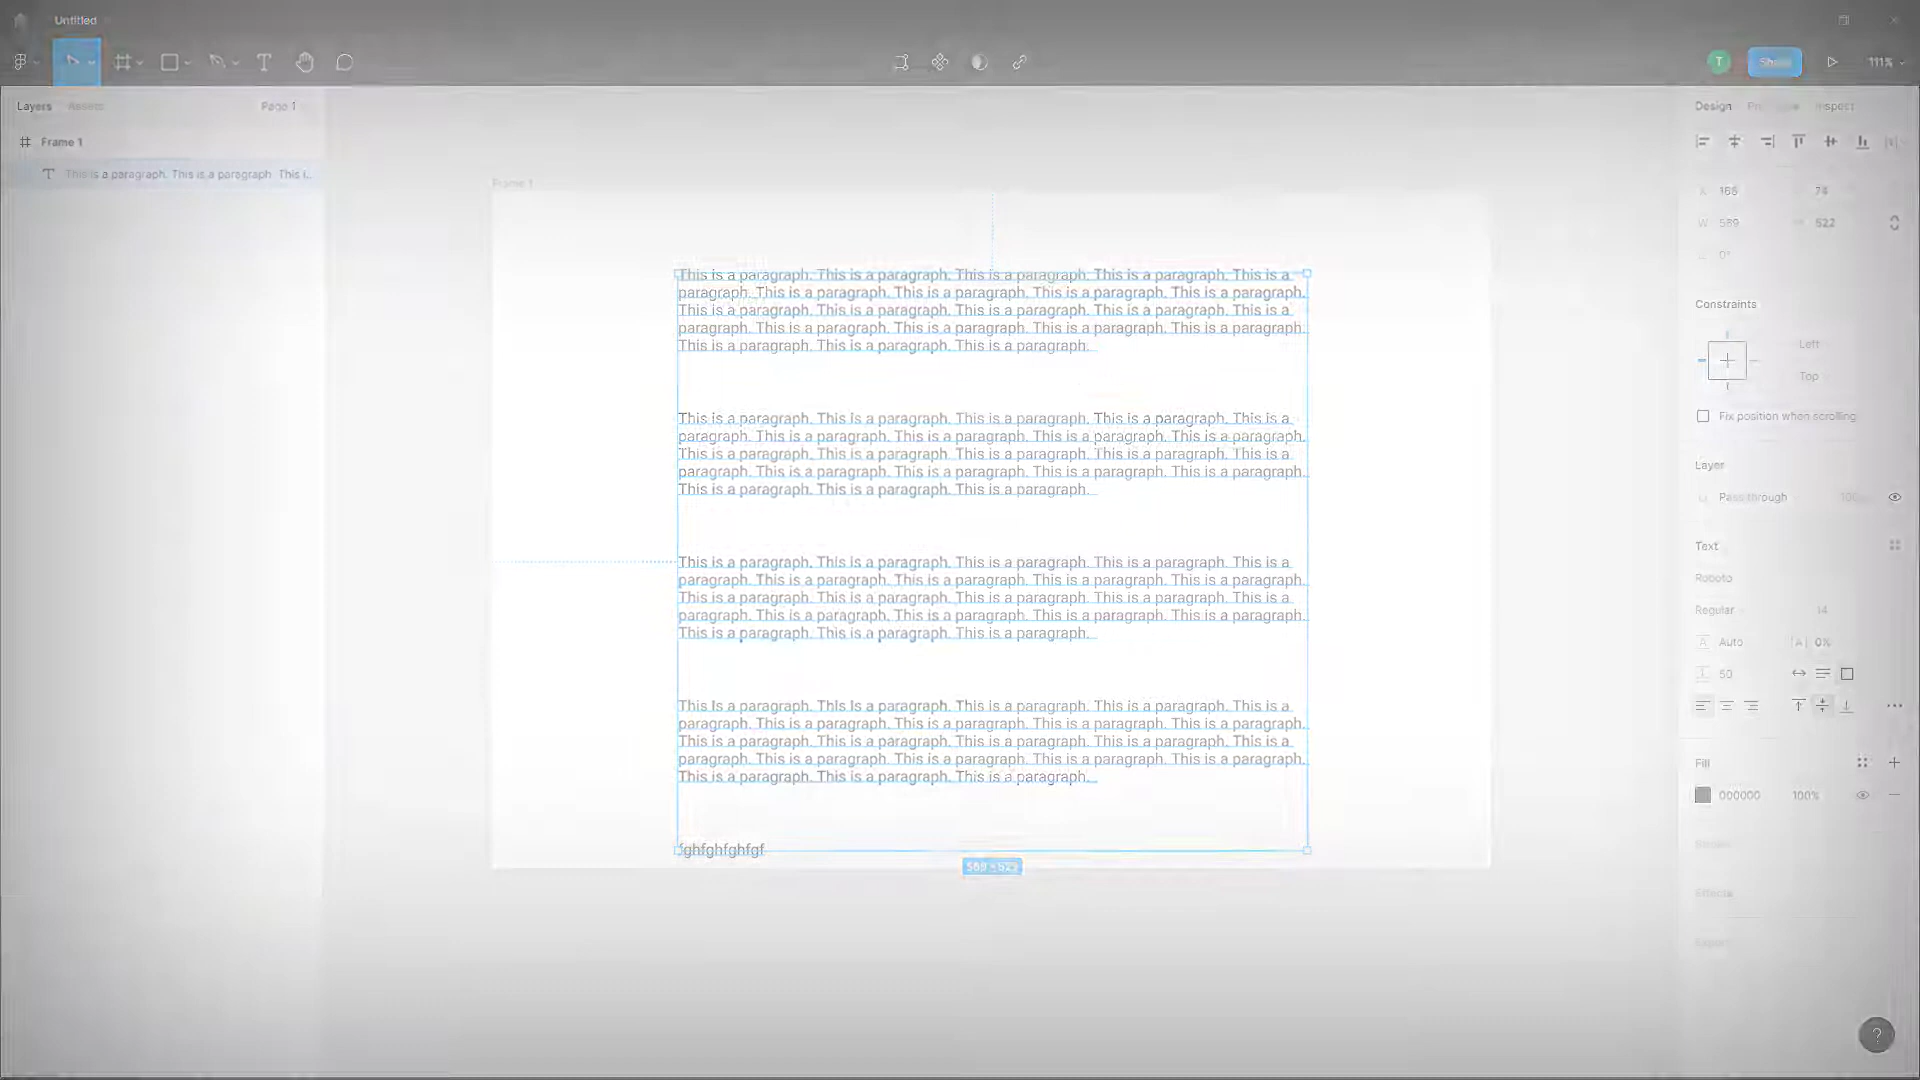 Untitled
Share
T
111%
Layers
Assets
Page 1
Design
Inspect
Frame 1
This is a paragraph. This is a paragraph. This i...
Frame 1
X 165
74
W 589
522
0°
This is a paragraph. This is a paragraph. This is a paragraph. This is a paragraph. This is a
paragraph. This is a paragraph. This is a paragraph. This is a paragraph. This is a paragraph.
This is a paragraph. This is a paragraph. This is a paragraph. This is a paragraph. This is a
paragraph. This is a paragraph. This is a paragraph. This is a paragraph. This is a paragraph.
This is a paragraph. This is a paragraph. This is a paragraph.
This is a paragraph. This is a paragraph. This is a paragraph. This is a paragraph. This is a
paragraph. This is a paragraph. This is a paragraph. This is a paragraph. This is a paragraph.
This is a paragraph. This is a paragraph. This is a paragraph. This is a paragraph. This is a
paragraph. This is a paragraph. This is a paragraph. This is a paragraph. This is a paragraph.
This is a paragraph. This is a paragraph. This is a paragraph.
This is a paragraph. This is a paragraph. This is a paragraph. This is a paragraph. This is a
paragraph. This is a paragraph. This is a paragraph. This is a paragraph. This is a paragraph.
This is a paragraph. This is a paragraph. This is a paragraph. This is a paragraph. This is a
paragraph. This is a paragraph. This is a paragraph. This is a paragraph. This is a paragraph.
This is a paragraph. This is a paragraph. This is a paragraph.
This is a paragraph. This is a paragraph. This is a paragraph. This is a paragraph. This is a
paragraph. This is a paragraph. This is a paragraph. This is a paragraph. This is a paragraph.
This is a paragraph. This is a paragraph. This is a paragraph. This is a paragraph. This is a
paragraph. This is a paragraph. This is a paragraph. This is a paragraph. This is a paragraph.
This is a paragraph. This is a paragraph. This is a paragraph.
fghfghfghfgf
589 × 522
Constraints
Left
Top
Fix position when scrolling
Layer
Pass through
100%
Text
Roboto
Regular
14
Auto
|A| 0%
50
Fill
000000
100%
Stroke
Effects
Export
?